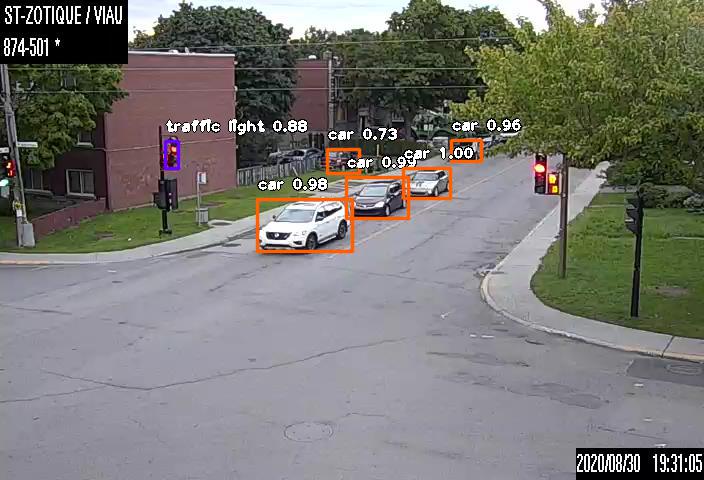 ST-ZOTIQUE / VIAU
874-501 *
traffic light 0.88
car 0.73
car 0.96
car 0.99
car 1.00
car 0.98
2020/08/30 19:31:05